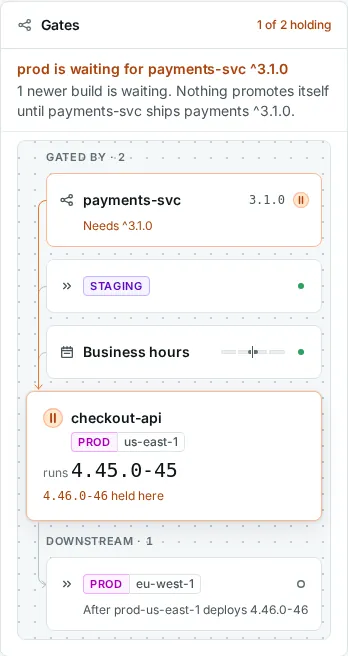 Gates
1 of 2 holding
prod is waiting for payments-svc ^3.1.0
1 newer build is waiting. Nothing promotes itself
until payments-svc ships payments ^3.1.0.
GATED BY · 2
payments-svc 3.1.0
Needs ^3.1.0
STAGING
Business hours
checkout-api
PROD us-east-1
runs 4.45.0-45
4.46.0-46 held here
DOWNSTREAM · 1
PROD eu-west-1
After prod-us-east-1 deploys 4.46.0-46